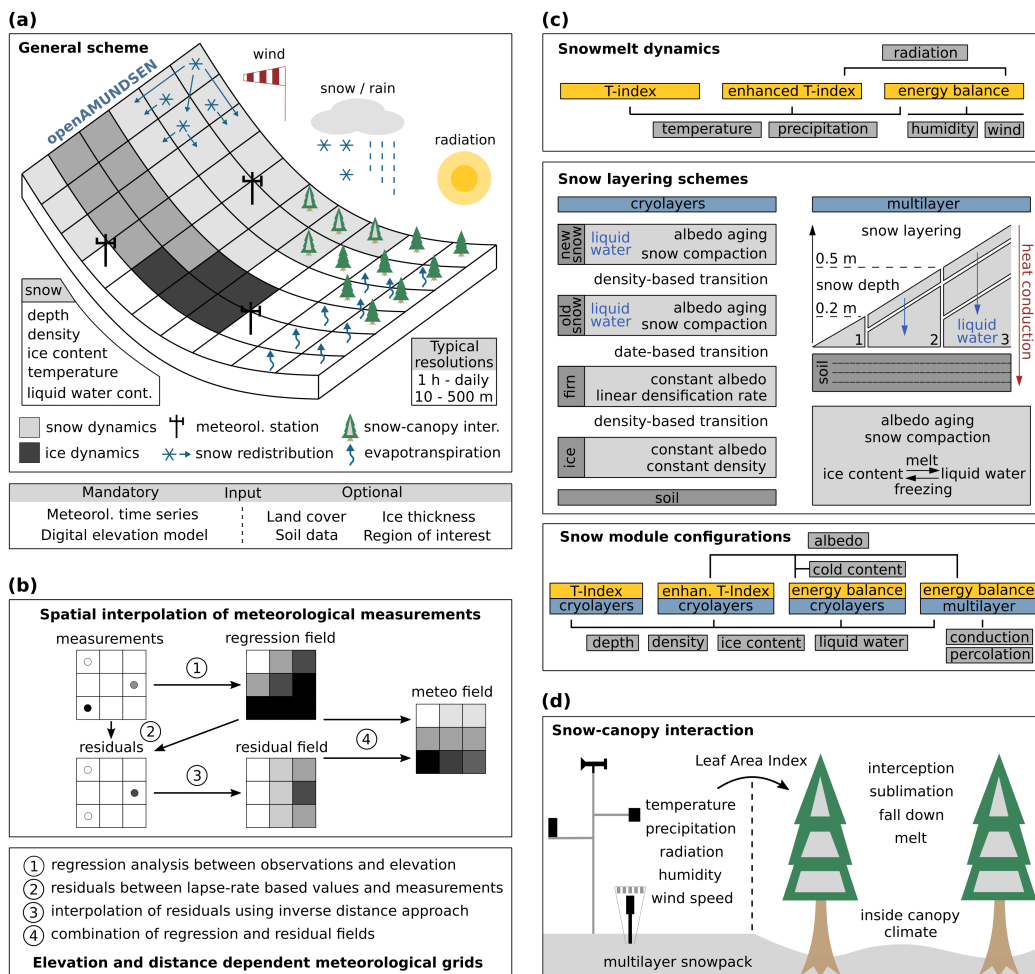 (a)
General scheme
openAMUNDSEN
wind
snow / rain
radiation
snow
depth
density
ice content
temperature
liquid water cont.
Typical
resolutions
1 h - daily
10 - 500 m
snow dynamics
meteorol. station
snow-canopy inter.
ice dynamics
snow redistribution
evapotranspiration
Mandatory Input Optional
Meteorol. time series
Digital elevation model
Land cover
Soil data
Ice thickness
Region of interest
(b)
Spatial interpolation of meteorological measurements
measurements
regression field
1
2
residuals
residual field
3
4
meteo field
1 regression analysis between observations and elevation
2 residuals between lapse-rate based values and measurements
3 interpolation of residuals using inverse distance approach
4 combination of regression and residual fields
Elevation and distance dependent meteorological grids
(c)
Snowmelt dynamics
radiation
T-index
enhanced T-index
energy balance
temperature
precipitation
humidity
wind
Snow layering schemes
cryolayers
new
snow
liquid
water
albedo aging
snow compaction
density-based transition
old
snow
liquid
water
albedo aging
snow compaction
date-based transition
firn
constant albedo
linear densification rate
density-based transition
ice
constant albedo
constant density
soil
multilayer
snow layering
0.5 m
snow depth
0.2 m
1
2
3
liquid
water
heat conduction
soil
albedo aging
snow compaction
melt
ice content
liquid water
freezing
Snow module configurations
albedo
cold content
T-Index
cryolayers
enhan. T-Index
cryolayers
energy balance
cryolayers
energy balance
multilayer
depth
density
ice content
liquid water
conduction
percolation
(d)
Snow-canopy interaction
Leaf Area Index
temperature
precipitation
radiation
humidity
wind speed
interception
sublimation
fall down
melt
inside canopy
climate
multilayer snowpack